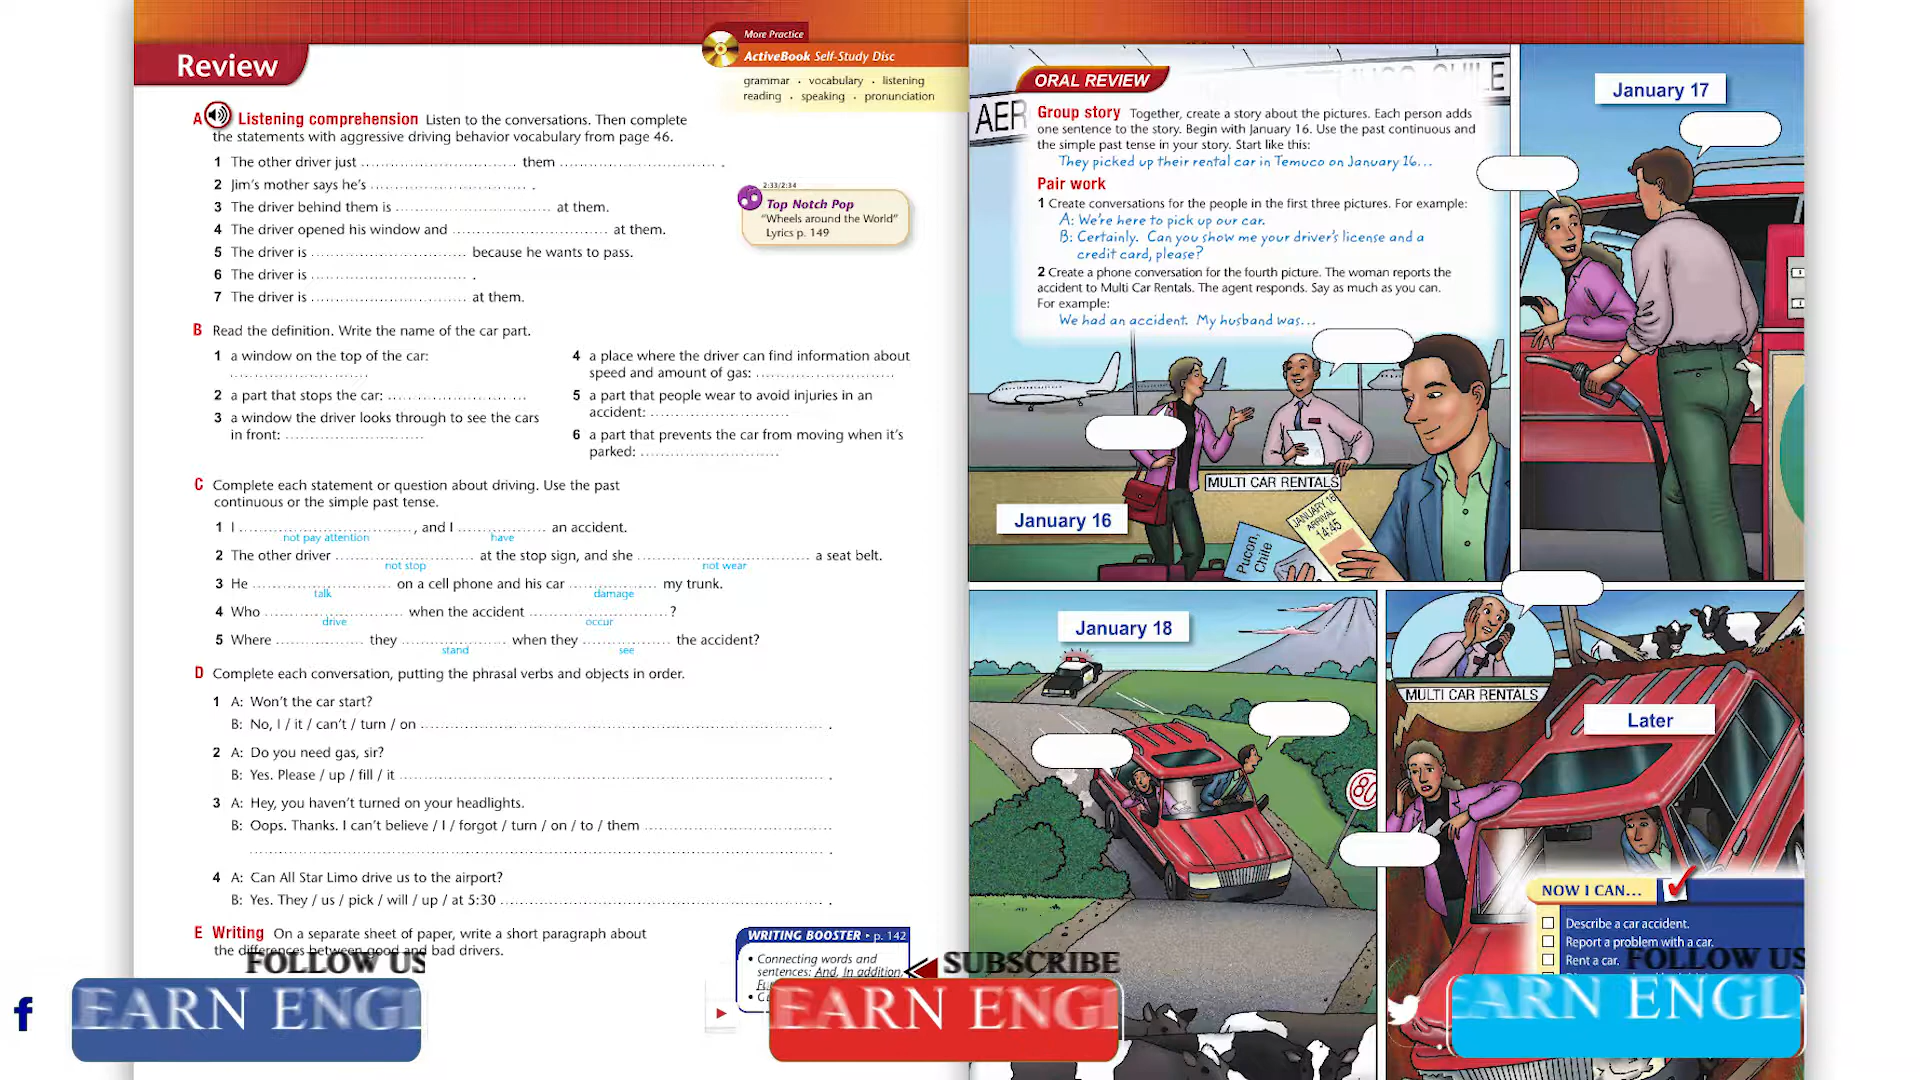 Review
More Practice
ActiveBook Self-Study Disc
grammar · vocabulary · listening
reading · speaking · pronunciation
A Listening comprehension Listen to the conversations. Then complete
the statements with aggressive driving behavior vocabulary from page 46.
1 The other driver just ................................ them ................................ .
2 Jim's mother says he's ................................ .
3 The driver behind them is ................................ at them.
4 The driver opened his window and ................................ at them.
5 The driver is ................................ because he wants to pass.
6 The driver is ................................ .
7 The driver is ................................ at them.
2:33/2:34
Top Notch Pop
"Wheels around the World"
Lyrics p. 149
B Read the definition. Write the name of the car part.
1 a window on the top of the car:
............................
2 a part that stops the car: ............................
3 a window the driver looks through to see the cars
in front: ............................
4 a place where the driver can find information about
speed and amount of gas: ............................
5 a part that people wear to avoid injuries in an
accident: ............................
6 a part that prevents the car from moving when it's
parked: ............................
C Complete each statement or question about driving. Use the past
continuous or the simple past tense.
1 I ................................ , and I .................. an accident.
not pay attention have
2 The other driver ............................ at the stop sign, and she ................................ a seat belt.
not stop not wear
3 He ............................ on a cell phone and his car .................. my trunk.
talk damage
4 Who ............................ when the accident ............................ ?
drive occur
5 Where .................. they .................... when they .................. the accident?
stand see
D Complete each conversation, putting the phrasal verbs and objects in order.
1 A: Won't the car start?
B: No, I / it / can't / turn / on ................................ .
2 A: Do you need gas, sir?
B: Yes. Please / up / fill / it ................................ .
3 A: Hey, you haven't turned on your headlights.
B: Oops. Thanks. I can't believe / I / forgot / turn / on / to / them ................................
................................ .
4 A: Can All Star Limo drive us to the airport?
B: Yes. They / us / pick / will / up / at 5:30 ................................ .
E Writing On a separate sheet of paper, write a short paragraph about
the differences between good and bad drivers.
WRITING BOOSTER ▸ p. 142
• Connecting words and
sentences: And, In addition,
ORAL REVIEW
Group story Together, create a story about the pictures. Each person adds
one sentence to the story. Begin with January 16. Use the past continuous and
the simple past tense in your story. Start like this:
They picked up their rental car in Temuco on January 16...
Pair work
1 Create conversations for the people in the first three pictures. For example:
A: We're here to pick up our car.
B: Certainly. Can you show me your driver's license and a
credit card, please?
2 Create a phone conversation for the fourth picture. The woman reports the
accident to Multi Car Rentals. The agent responds. Say as much as you can.
For example:
We had an accident. My husband was...
AER
MULTI CAR RENTALS
January 16
JANUARY 16
ARRIVAL
14:45
Pucon,
Chile
January 17
January 18
80
MULTI CAR RENTALS
Later
NOW I CAN...
Describe a car accident.
Report a problem with a car.
Rent a car.
FOLLOW US
EARN ENGL
SUBSCRIBE
EARN ENGL
FOLLOW US
EARN ENGL